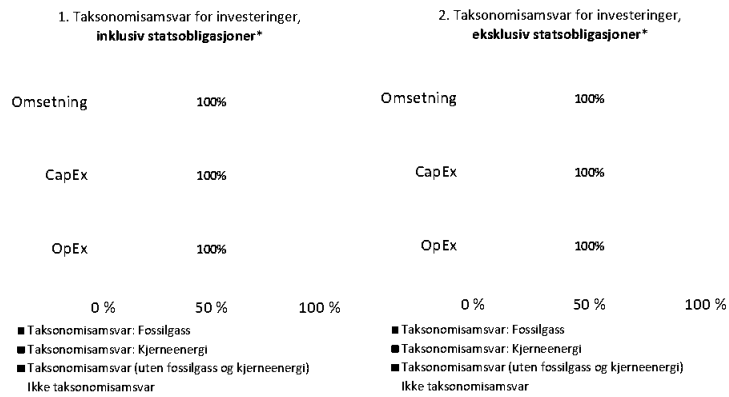 1. Taksonomisamsvar for investeringer,
inklusiv statsobligasjoner*
Omsetning 100%
CapEx 100%
OpEx 100%
0 % 50 % 100 %
Taksonomisamsvar: Fossilgass
Taksonomisamsvar: Kjerneenergi
Taksonomisamsvar (uten fossilgass og kjerneenergi)
Ikke taksonomisamsvar
2. Taksonomisamsvar for investeringer,
eksklusiv statsobligasjoner*
Omsetning 100%
CapEx 100%
OpEx 100%
0 % 50 % 100 %
Taksonomisamsvar: Fossilgass
Taksonomisamsvar: Kjerneenergi
Taksonomisamsvar (uten fossilgass og kjerneenergi)
Ikke taksonomisamsvar